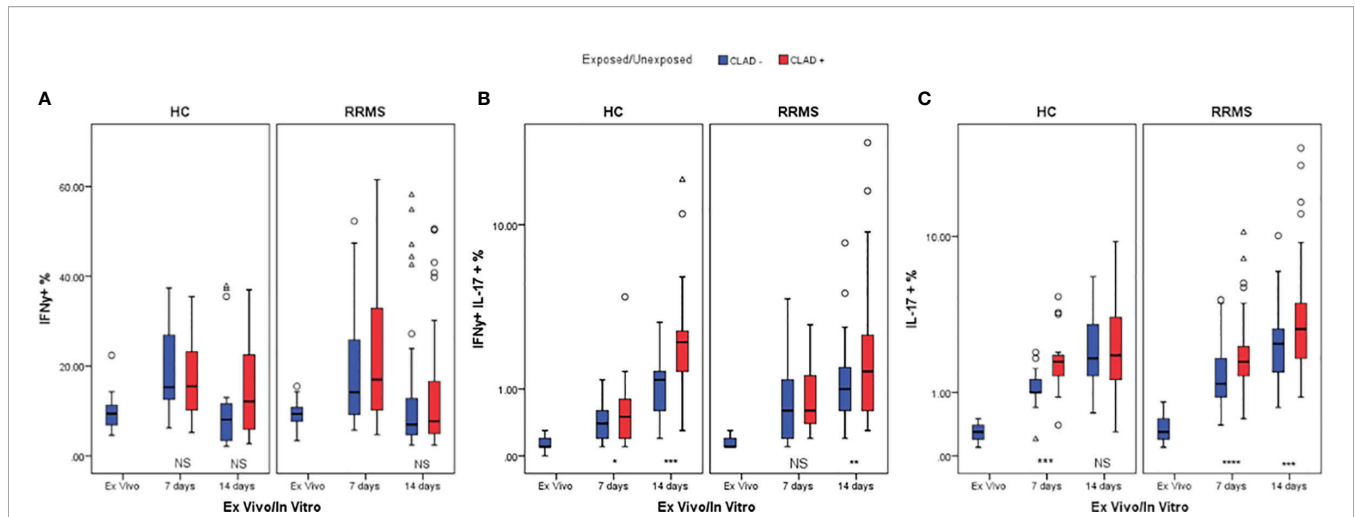 Exposed/Unexposed CLAD - CLAD +
A
HC RRMS
IFNy+ %
60.00
40.00
20.00
.00
NS NS NS
Ex Vivo 7 days 14 days Ex Vivo 7 days 14 days
Ex Vivo/In Vitro
B
HC RRMS
IFNy+ IL-17 + %
10.00
1.00
.00
* *** NS **
Ex Vivo 7 days 14 days Ex Vivo 7 days 14 days
Ex Vivo/In Vitro
C
HC RRMS
IL-17 + %
10.00
1.00
.00
*** NS **** ***
Ex Vivo 7 days 14 days Ex Vivo 7 days 14 days
Ex Vivo/In Vitro